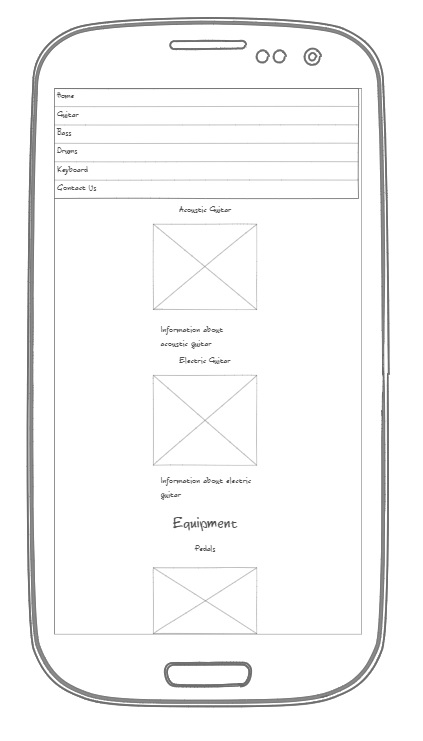 Home
Guitar
Bass
Drums
Keyboard
Contact Us
Acoustic Guitar
Information about
acoustic guitar
Electric Guitar
Information about electric
guitar
Equipment
Pedals